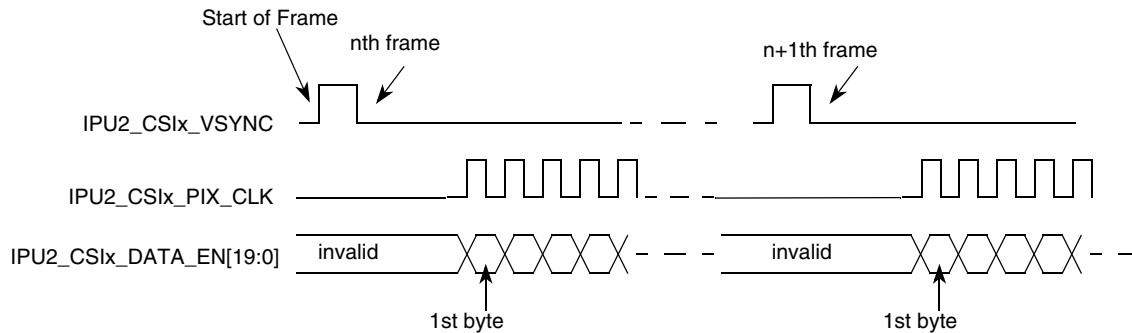 Start of Frame
nth frame
n+1th frame
IPU2_CSIx_VSYNC
IPU2_CSIx_PIX_CLK
IPU2_CSIx_DATA_EN[19:0]
invalid
invalid
1st byte
1st byte